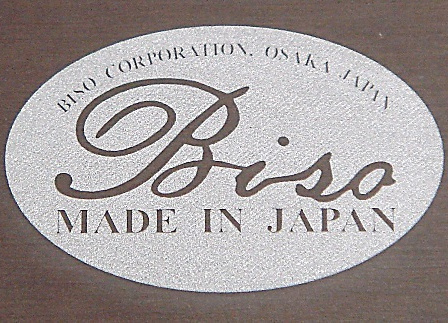 BISO CORPORATION. OSAKA JAPAN
Biso
MADE IN JAPAN